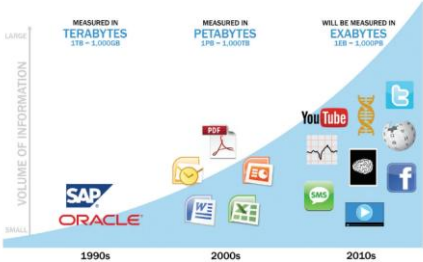 MEASURED IN
TERABYTES
1TB = 1,000GB
MEASURED IN
PETABYTES
1PB = 1,000TB
WILL BE MEASURED IN
EXABYTES
1EB = 1,000PB
LARGE
VOLUME OF INFORMATION
SMALL
SAP
ORACLE
PDF
YouTube
SMS
1990s
2000s
2010s